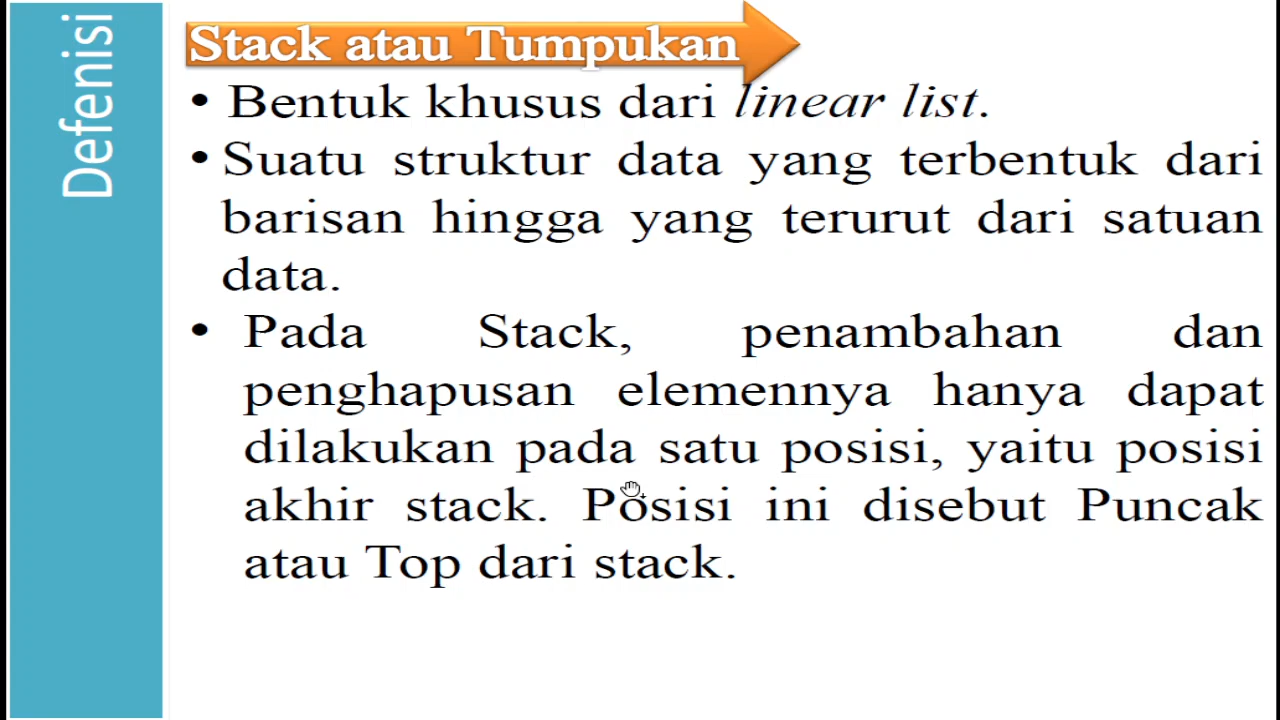 Defenisi
Stack atau Tumpukan
• Bentuk khusus dari linear list.
• Suatu struktur data yang terbentuk dari
barisan hingga yang terurut dari satuan
data.
• Pada Stack, penambahan dan
penghapusan elemennya hanya dapat
dilakukan pada satu posisi, yaitu posisi
akhir stack. Posisi ini disebut Puncak
atau Top dari stack.